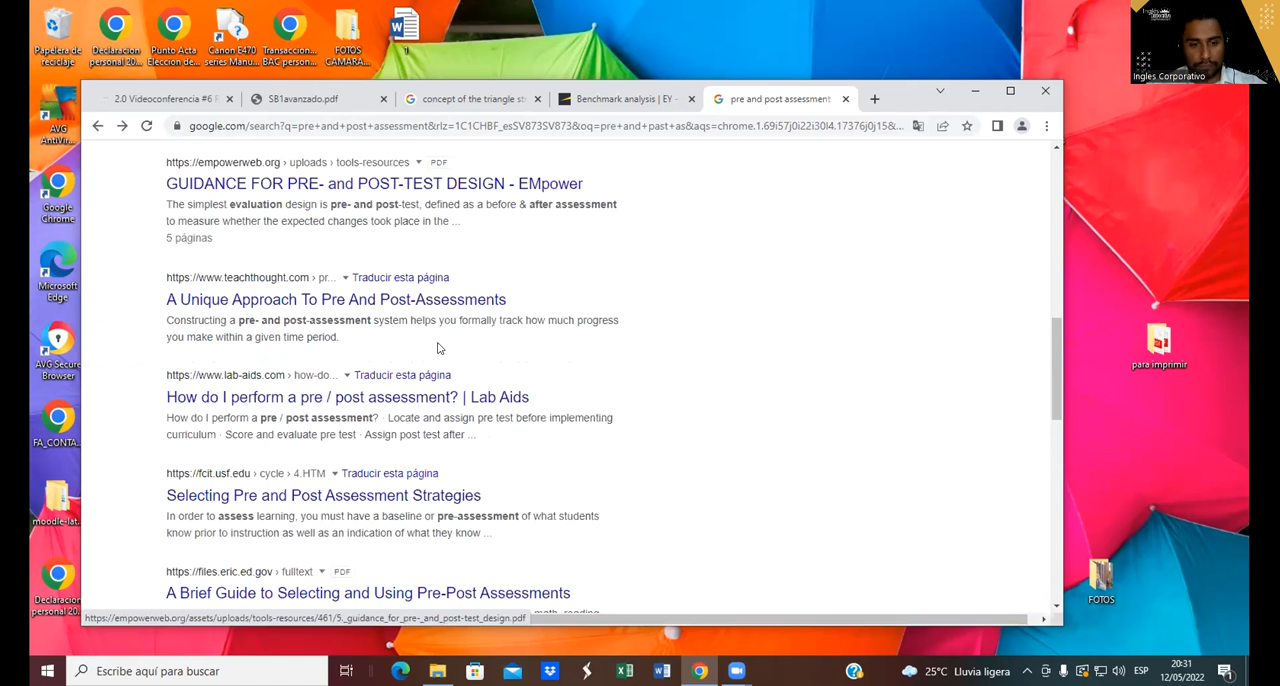 Papelera de reciclaje
Declaracion personal 20...
Punto Acta Eleccion de...
Canon E470 series Manu...
Transaccion... BAC person...
FOTOS CAMARA...
1
Inglés Corporativo
Ingles Corporativo
2.0 Videoconferencia #6
SB1avanzado.pdf
concept of the triangle st
Benchmark analysis | EY -
pre and post assessment
google.com/search?q=pre+and+post+assessment&rlz=1C1CHBF_esSV873SV873&oq=pre+and+past+as&aqs=chrome.1.69i57j0i22i30l4.17376j0j15&...
AVG AntiVir...
Google Chrome
Microsoft Edge
AVG Secure Browser
FA_CONTA...
moodle-lat...
Declaracion personal 20...
https://empowerweb.org › uploads › tools-resources PDF
GUIDANCE FOR PRE- and POST-TEST DESIGN - EMpower
The simplest evaluation design is pre- and post-test, defined as a before & after assessment
to measure whether the expected changes took place in the ...
5 páginas
https://www.teachthought.com › pr... Traducir esta página
A Unique Approach To Pre And Post-Assessments
Constructing a pre- and post-assessment system helps you formally track how much progress
you make within a given time period.
https://www.lab-aids.com › how-do... Traducir esta página
How do I perform a pre / post assessment? | Lab Aids
How do I perform a pre / post assessment? · Locate and assign pre test before implementing
curriculum · Score and evaluate pre test · Assign post test after ...
https://fcit.usf.edu › cycle › 4.HTM Traducir esta página
Selecting Pre and Post Assessment Strategies
In order to assess learning, you must have a baseline or pre-assessment of what students
know prior to instruction as well as an indication of what they know ...
https://files.eric.ed.gov › fulltext PDF
A Brief Guide to Selecting and Using Pre-Post Assessments
math, reading
https://empowerweb.org/assets/uploads/tools-resources/461/5._guidance_for_pre-_and_post-test_design.pdf
para imprimir
FOTOS
Escribe aquí para buscar
25°C Lluvia ligera
ESP
20:31
12/05/2022
1